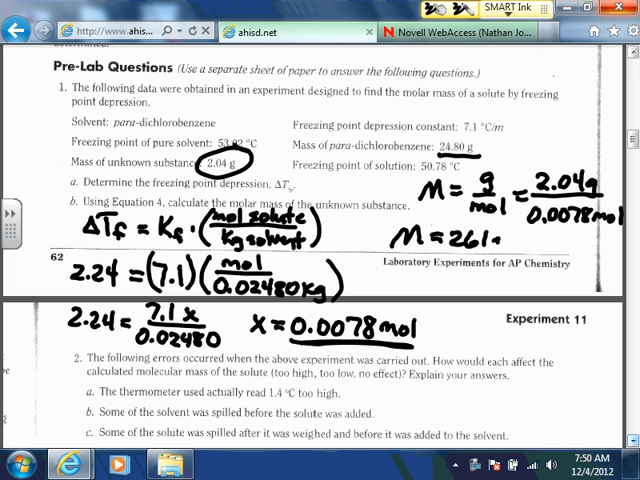 SMART Ink
http://www.ahis
ahisd.net
Novell WebAccess (Nathan Jo...
Pre-Lab Questions (Use a separate sheet of paper to answer the following questions.)
1. The following data were obtained in an experiment designed to find the molar mass of a solute by freezing
point depression.
Solvent: para-dichlorobenzene
Freezing point depression constant: 7.1 °C/m
Freezing point of pure solvent: 53.02 °C
Mass of para-dichlorobenzene: 24.80 g
Mass of unknown substance: 2.04 g
Freezing point of solution: 50.78 °C
a. Determine the freezing point depression, ΔT
b. Using Equation 4, calculate the molar mass of the unknown substance.
M = g/mol = 2.04g/0.0078mol
ΔTf = Kf · (mol solute/kg solvent)
M = 261.
62
Laboratory Experiments for AP Chemistry
2.24 = (7.1) (mol/0.02480kg)
2.24 = 7.1 x/0.02480 x = 0.0078mol
Experiment 11
2. The following errors occurred when the above experiment was carried out. How would each affect the
calculated molecular mass of the solute (too high, too low, no effect)? Explain your answers.
a. The thermometer used actually read 1.4 °C too high.
b. Some of the solvent was spilled before the solute was added.
c. Some of the solute was spilled after it was weighed and before it was added to the solvent.
7:50 AM
12/4/2012